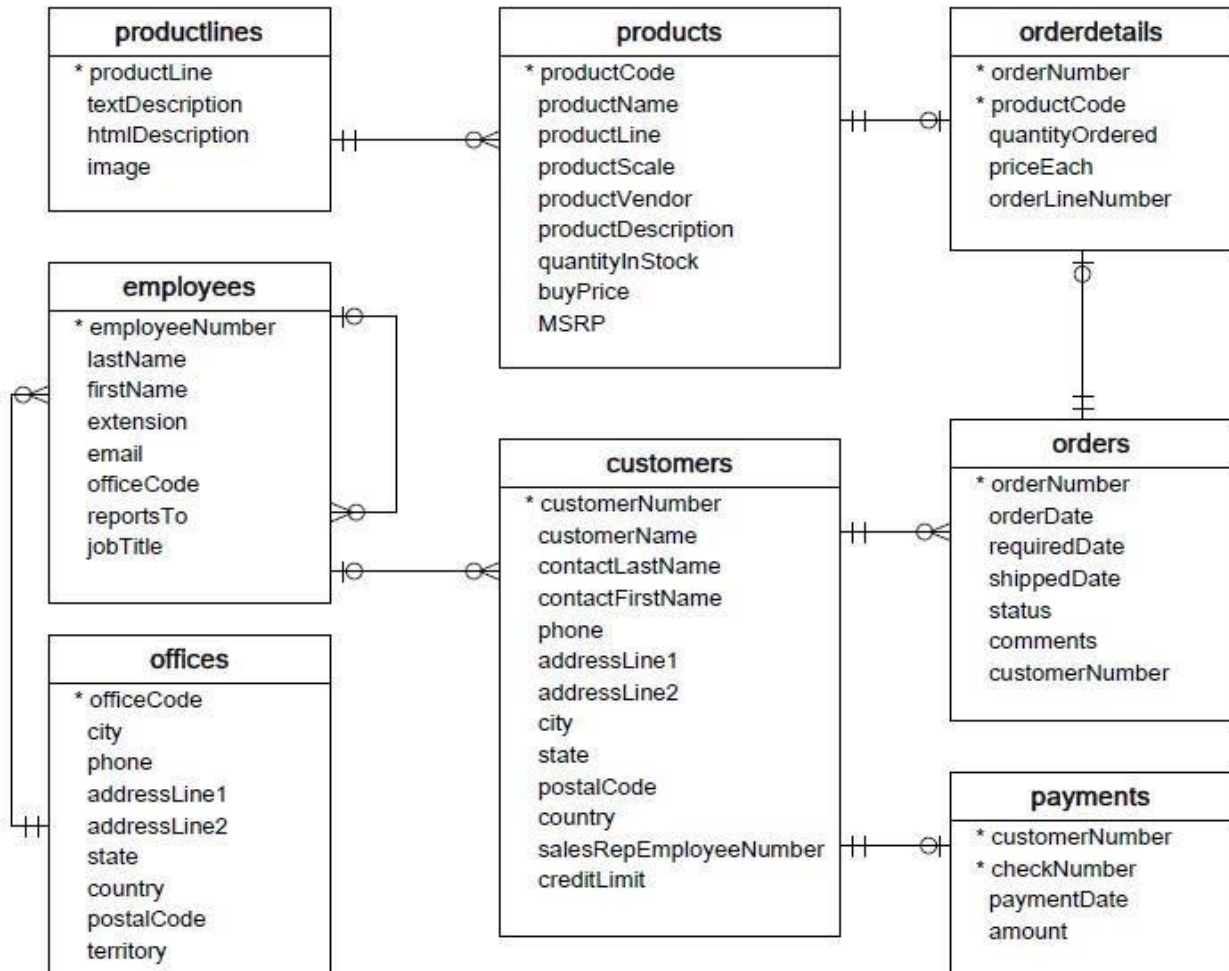 productlines
* productLine
textDescription
htmlDescription
image
products
* productCode
productName
productLine
productScale
productVendor
productDescription
quantityInStock
buyPrice
MSRP
orderdetails
* orderNumber
* productCode
quantityOrdered
priceEach
orderLineNumber
employees
* employeeNumber
lastName
firstName
extension
email
officeCode
reportsTo
jobTitle
customers
* customerNumber
customerName
contactLastName
contactFirstName
phone
addressLine1
addressLine2
city
state
postalCode
country
salesRepEmployeeNumber
creditLimit
orders
* orderNumber
orderDate
requiredDate
shippedDate
status
comments
customerNumber
offices
* officeCode
city
phone
addressLine1
addressLine2
state
country
postalCode
territory
payments
* customerNumber
* checkNumber
paymentDate
amount